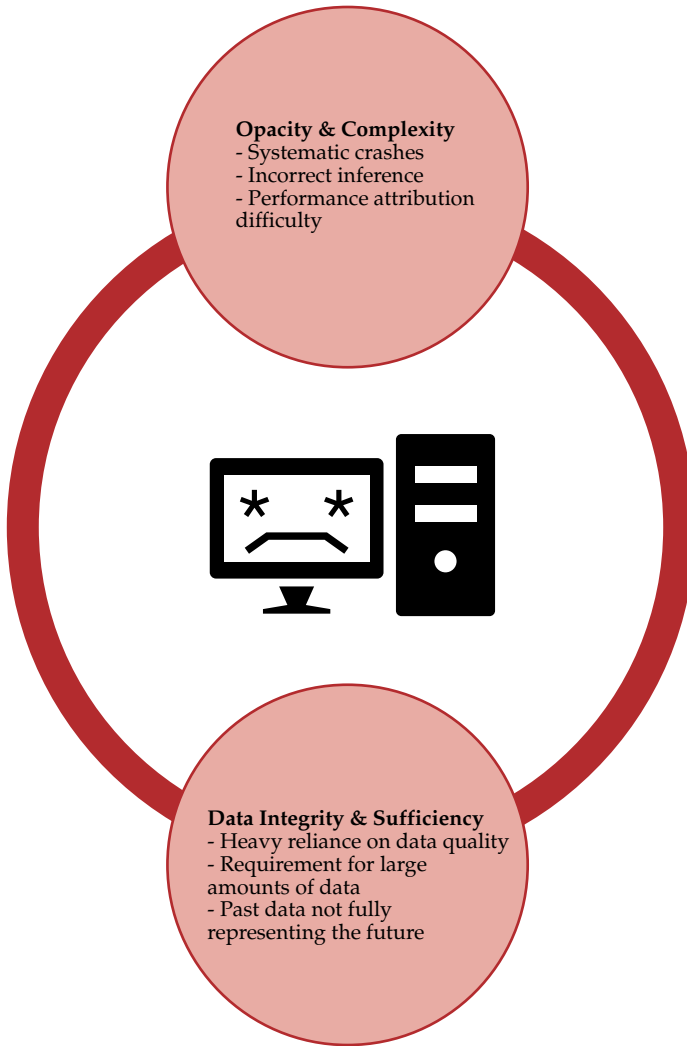 Opacity & Complexity
- Systematic crashes
- Incorrect inference
- Performance attribution
difficulty
Data Integrity & Sufficiency
- Heavy reliance on data quality
- Requirement for large
amounts of data
- Past data not fully
representing the future